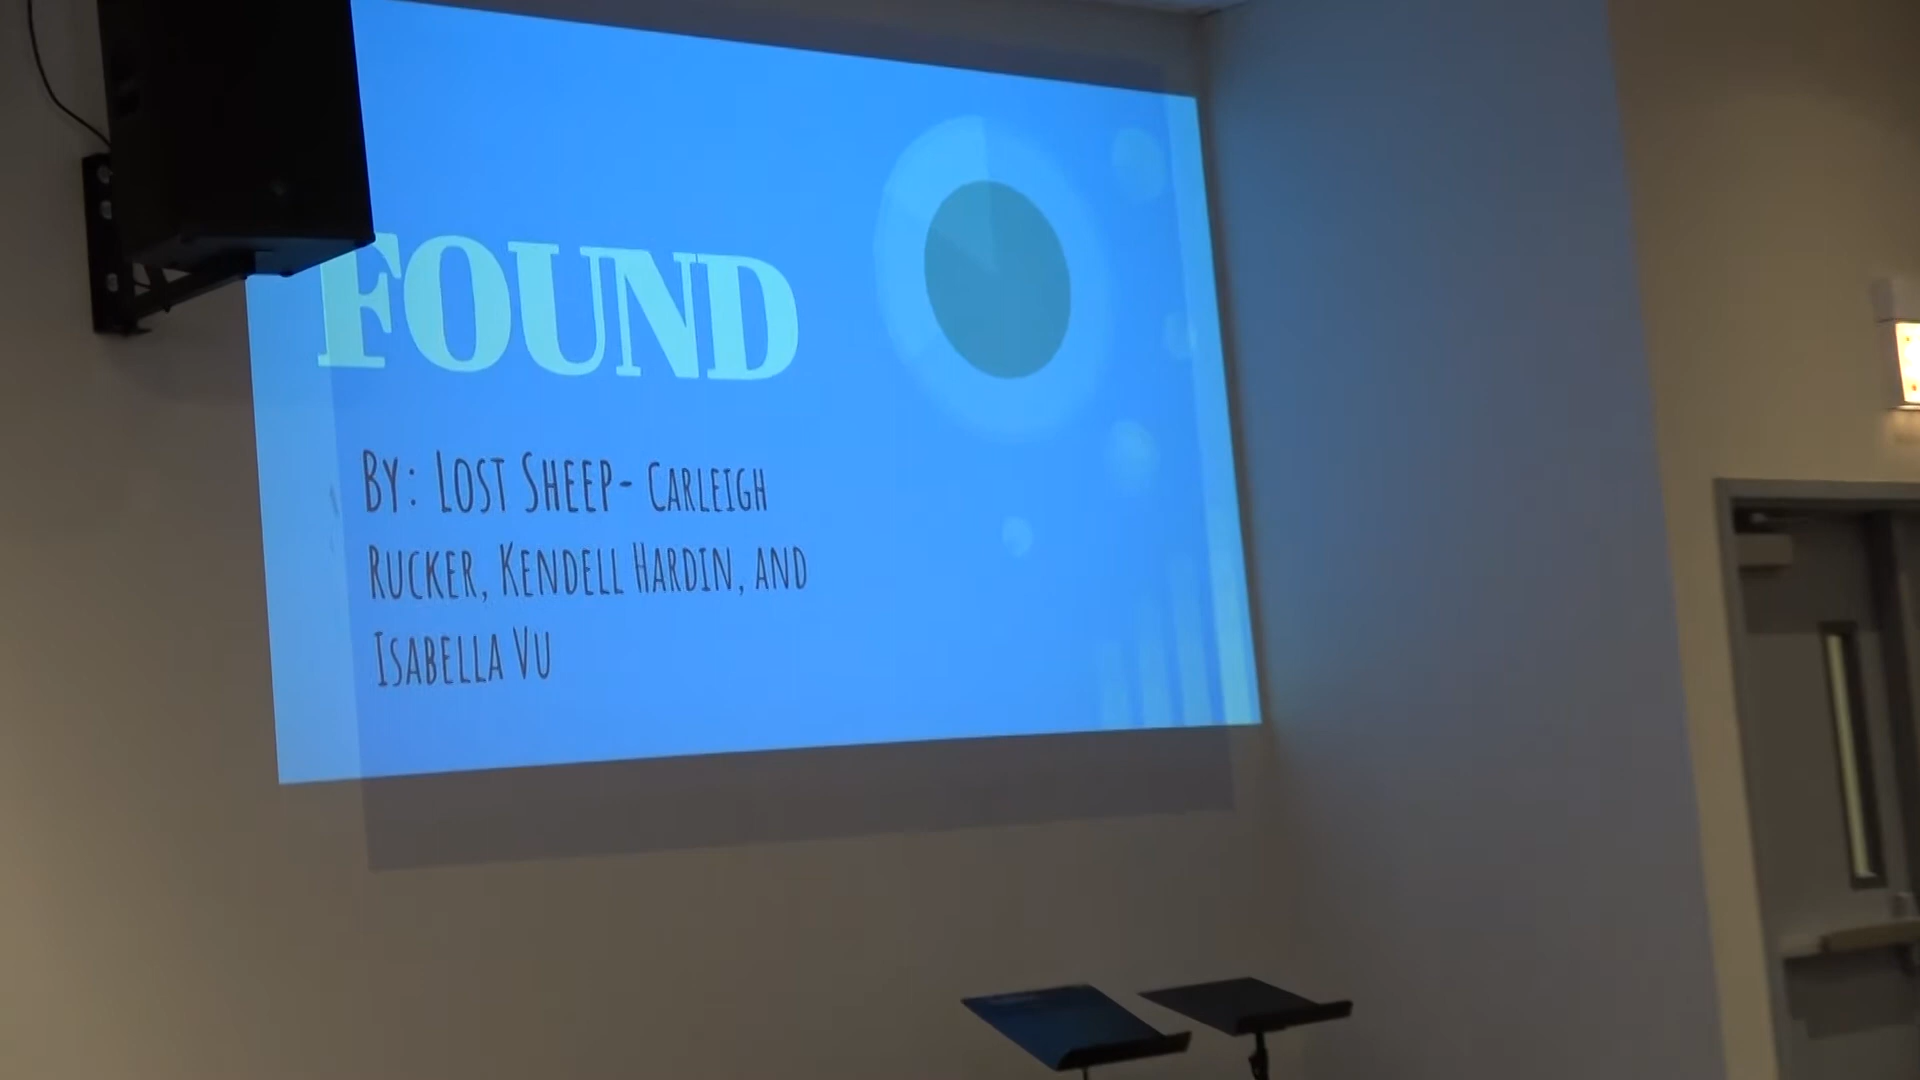 FOUND
BY: LOST SHEEP- CARLEIGH
RUCKER, KENDELL HARDIN, AND
ISABELLA VU